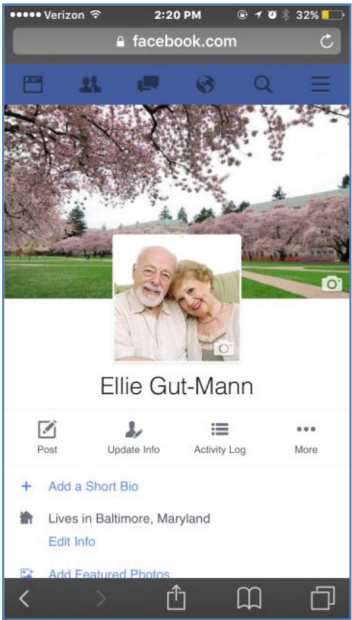 Verizon 2:20 PM 32%
facebook.com
Ellie Gut-Mann
Post Update Info Activity Log More
+ Add a Short Bio
Lives in Baltimore, Maryland
Edit Info
Add Featured Photos